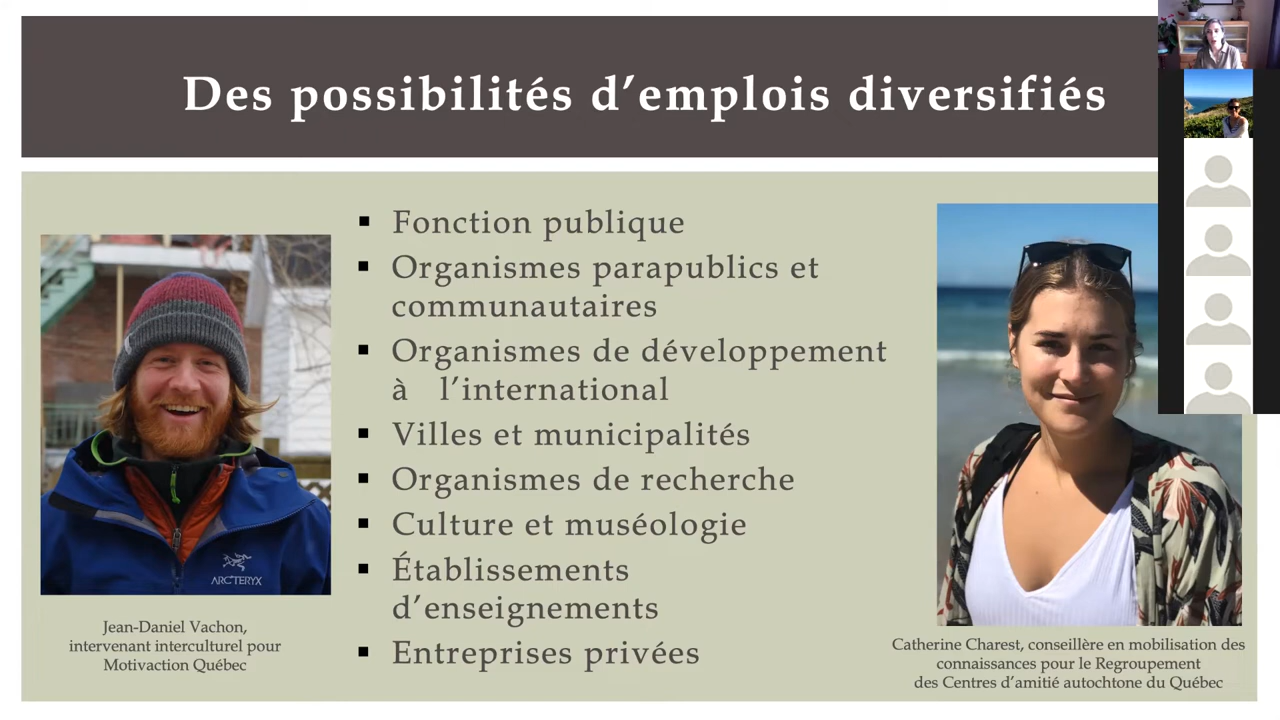 Des possibilités d’emplois diversifiés
▪ Fonction publique
▪ Organismes parapublics et
communautaires
▪ Organismes de développement
à l’international
▪ Villes et municipalités
▪ Organismes de recherche
▪ Culture et muséologie
▪ Établissements
d’enseignements
▪ Entreprises privées
ARC'TERYX
Jean-Daniel Vachon,
intervenant interculturel pour
Motivaction Québec
Catherine Charest, conseillère en mobilisation des
connaissances pour le Regroupement
des Centres d’amitié autochtone du Québec